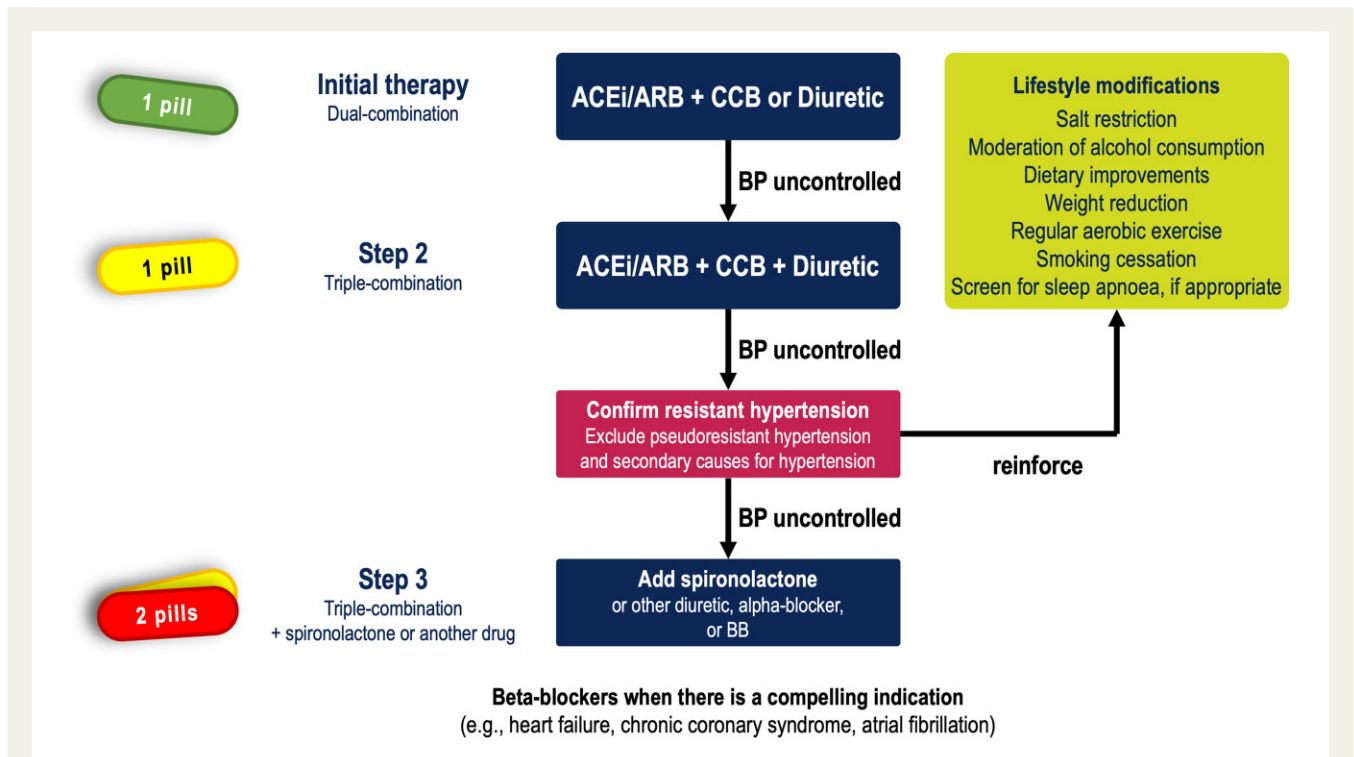 1 pill
Initial therapy
Dual-combination
ACEi/ARB + CCB or Diuretic
BP uncontrolled
1 pill
Step 2
Triple-combination
ACEi/ARB + CCB + Diuretic
BP uncontrolled
Confirm resistant hypertension
Exclude pseudoresistant hypertension
and secondary causes for hypertension
reinforce
Lifestyle modifications
Salt restriction
Moderation of alcohol consumption
Dietary improvements
Weight reduction
Regular aerobic exercise
Smoking cessation
Screen for sleep apnoea, if appropriate
BP uncontrolled
2 pills
Step 3
Triple-combination
+ spironolactone or another drug
Add spironolactone
or other diuretic, alpha-blocker,
or BB
Beta-blockers when there is a compelling indication
(e.g., heart failure, chronic coronary syndrome, atrial fibrillation)